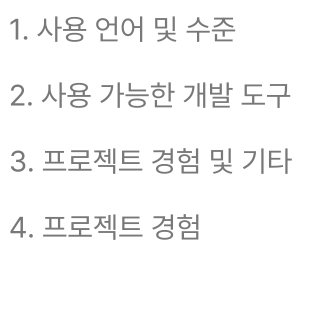 1. 사용 언어 및 수준
2. 사용 가능한 개발 도구
3. 프로젝트 경험 및 기타
4. 프로젝트 경험